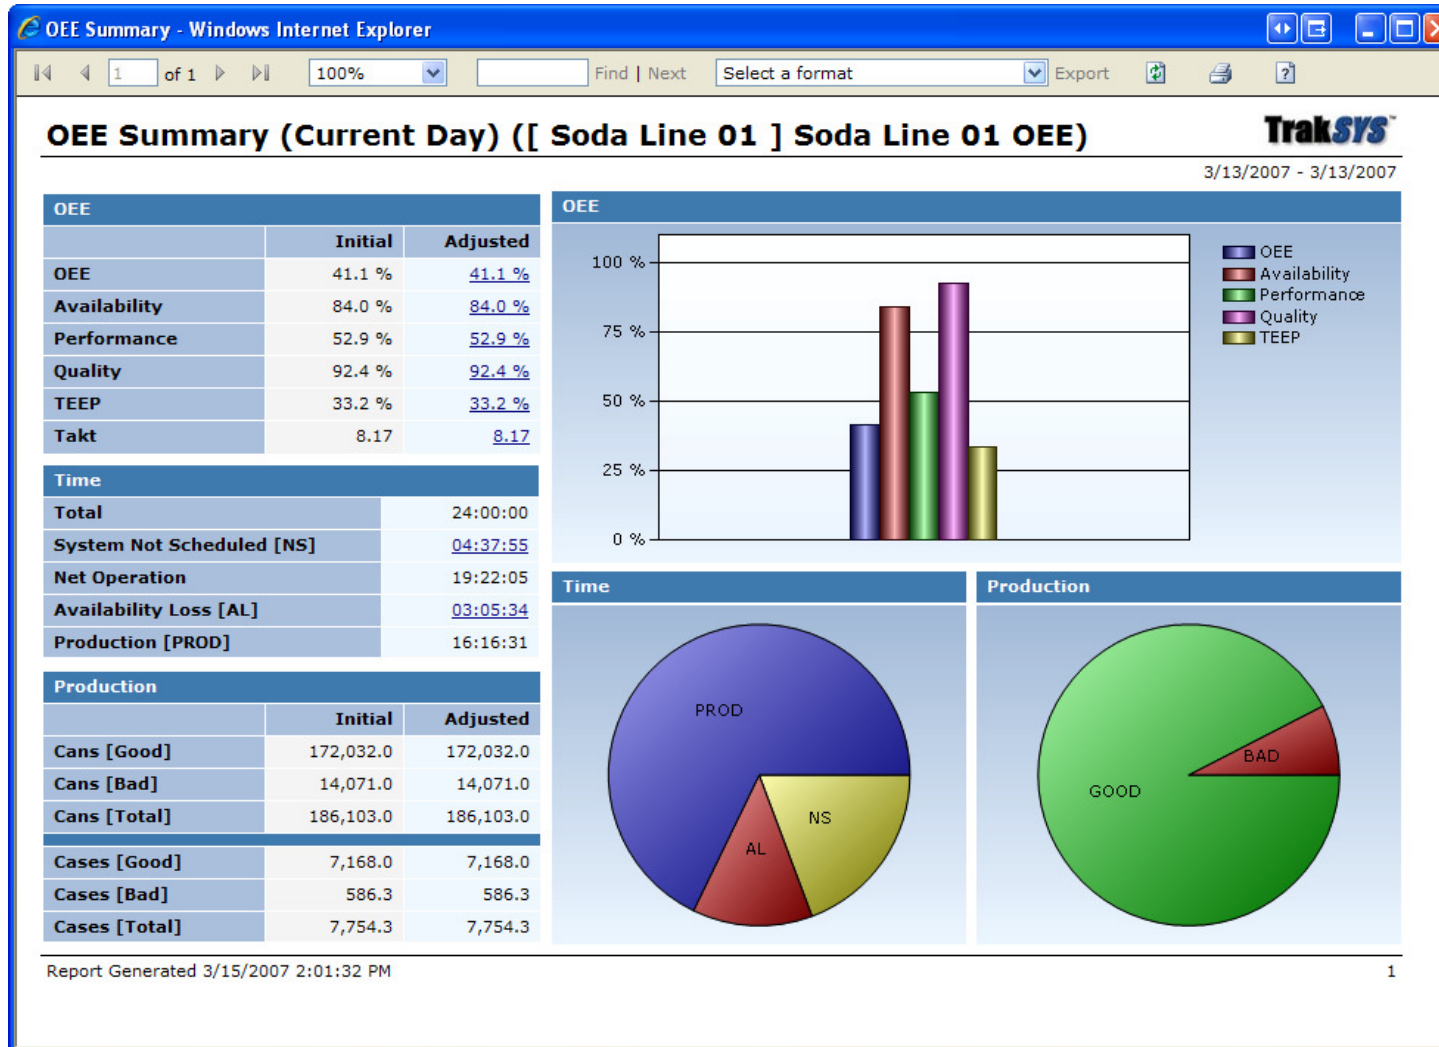 OEE Summary - Windows Internet Explorer
1 of 1 100% Find | Next Select a format Export
OEE Summary (Current Day) ([ Soda Line 01 ] Soda Line 01 OEE)
TrakSYS™
3/13/2007 - 3/13/2007
OEE
Initial Adjusted
OEE 41.1 % 41.1 %
Availability 84.0 % 84.0 %
Performance 52.9 % 52.9 %
Quality 92.4 % 92.4 %
TEEP 33.2 % 33.2 %
Takt 8.17 8.17
Time
Total 24:00:00
System Not Scheduled [NS] 04:37:55
Net Operation 19:22:05
Availability Loss [AL] 03:05:34
Production [PROD] 16:16:31
Production
Initial Adjusted
Cans [Good] 172,032.0 172,032.0
Cans [Bad] 14,071.0 14,071.0
Cans [Total] 186,103.0 186,103.0
Cases [Good] 7,168.0 7,168.0
Cases [Bad] 586.3 586.3
Cases [Total] 7,754.3 7,754.3
OEE
100 %
75 %
50 %
25 %
0 %
OEE
Availability
Performance
Quality
TEEP
Time
PROD
NS
AL
Production
BAD
GOOD
Report Generated 3/15/2007 2:01:32 PM
1